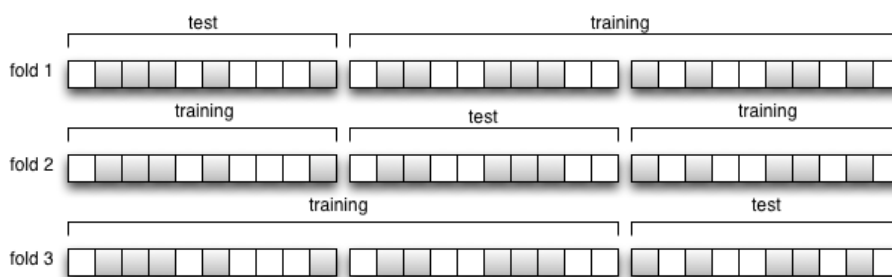 test training
fold 1
training test training
fold 2
training test
fold 3